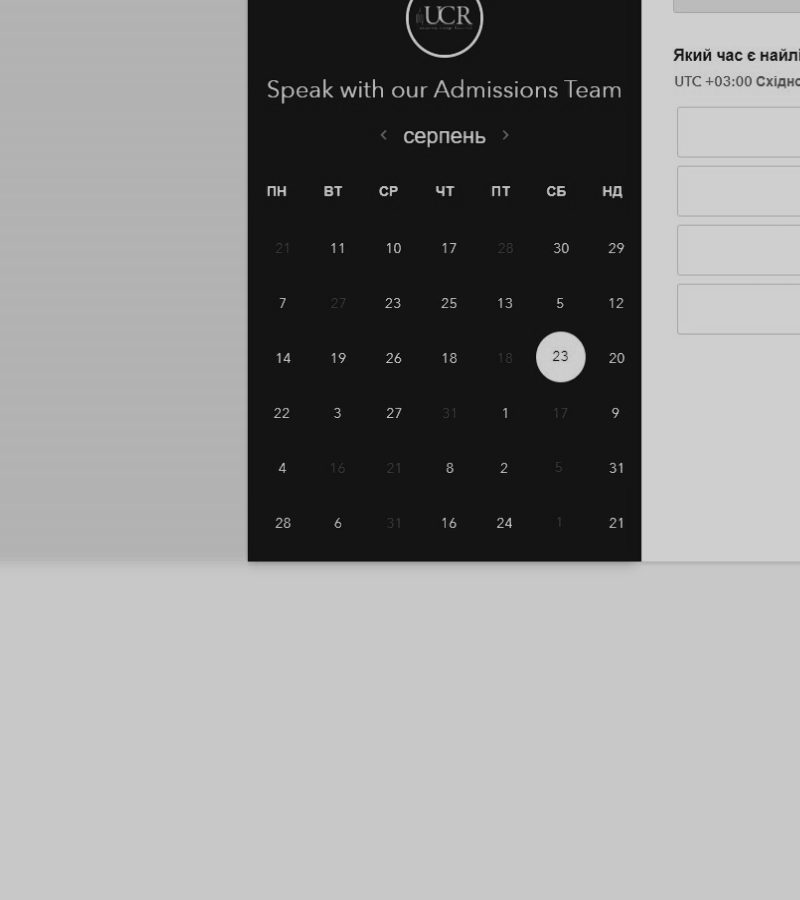 UCR
Speak with our Admissions Team
серпень
ПН ВТ СР ЧТ ПТ СБ НД
21 11 10 17 28 30 29
7 27 23 25 13 5 12
14 19 26 18 18 23 20
22 3 27 31 1 17 9
4 16 21 8 2 5 31
28 6 31 16 24 1 21
Який час є найлі
UTC +03:00 Східно